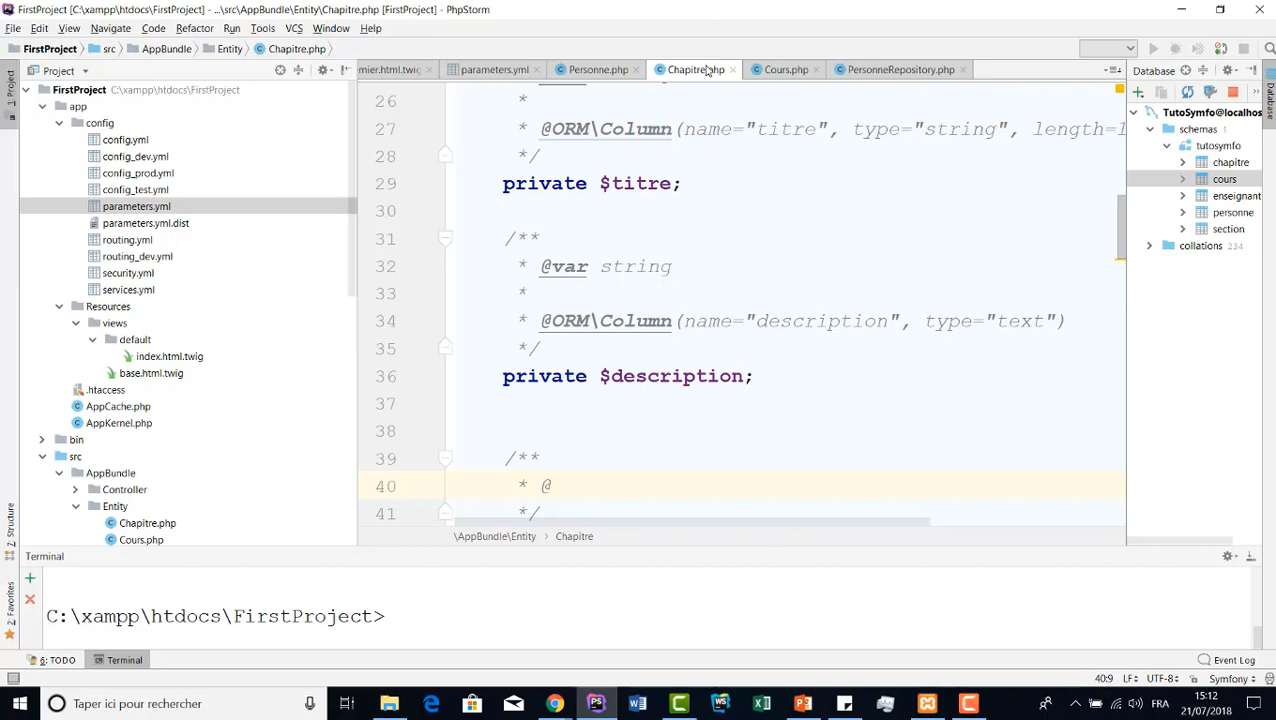 FirstProject [C:\xampp\htdocs\FirstProject] - ...\src\AppBundle\Entity\Chapitre.php [FirstProject] - PhpStorm
File Edit View Navigate Code Refactor Run Tools VCS Window Help
FirstProject src AppBundle Entity Chapitre.php
1: Project
7: Structure
2: Favorites
Project
FirstProject C:\xampp\htdocs\FirstProject
app
config
config.yml
config_dev.yml
config_prod.yml
config_test.yml
parameters.yml
parameters.yml.dist
routing.yml
routing_dev.yml
security.yml
services.yml
Resources
views
default
index.html.twig
base.html.twig
.htaccess
AppCache.php
AppKernel.php
bin
src
AppBundle
Controller
Entity
Chapitre.php
Cours.php
mier.html.twig parameters.yml Personne.php Chapitre.php Cours.php PersonneRepository.php
26 *
27 * @ORM\Column(name="titre", type="string", length=1
28 */
29 private $titre;
30
31 /**
32 * @var string
33 *
34 * @ORM\Column(name="description", type="text")
35 */
36 private $description;
37
38
39 /**
40 * @
41 */
\AppBundle\Entity Chapitre
Database
Database
TutoSymfo@localhos
schemas 1
tutosymfo
chapitre
cours
enseignant
personne
section
collations 234
Terminal
C:\xampp\htdocs\FirstProject>
6: TODO Terminal Event Log
40:9 LF UTF-8 Symfony
Taper ici pour rechercher
FRA
15:12
21/07/2018